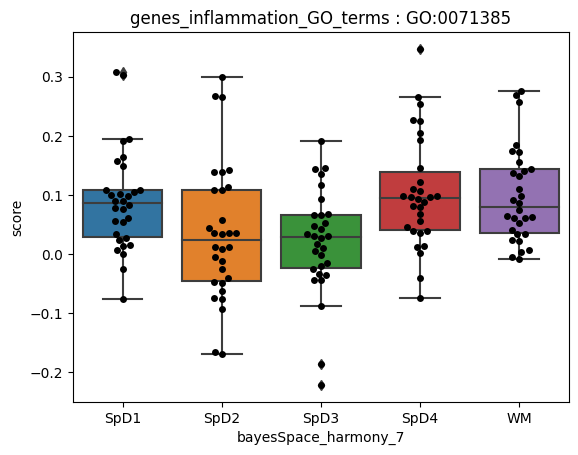 genes_inflammation_GO_terms : GO:0071385
score
0.3
0.2
0.1
0.0
−0.1
−0.2
SpD1 SpD2 SpD3 SpD4 WM
bayesSpace_harmony_7